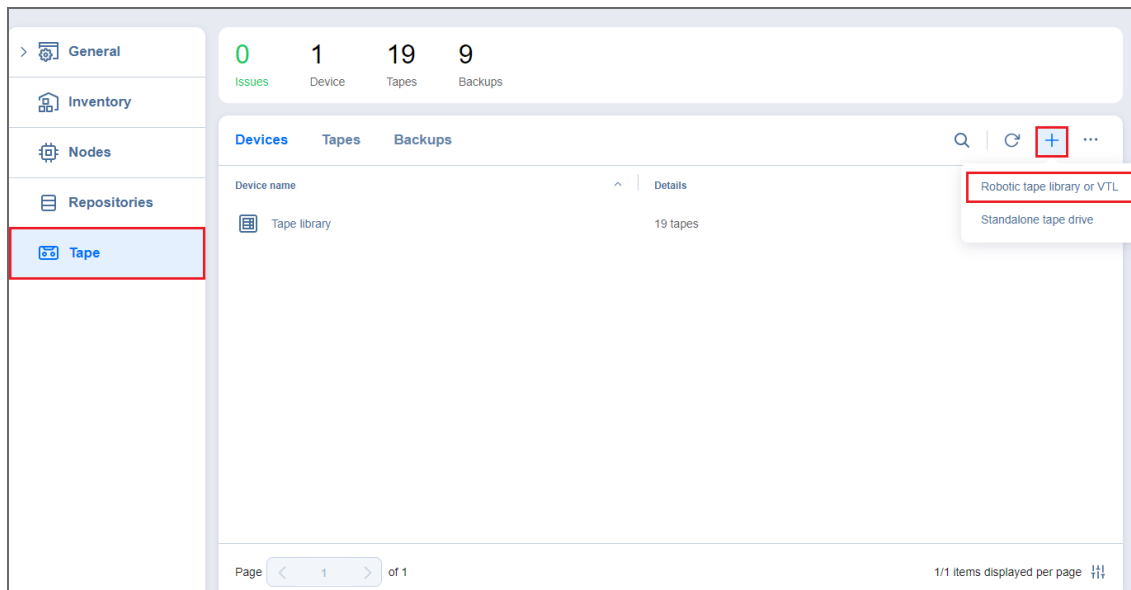 General
Inventory
Nodes
Repositories
Tape
0 1 19 9
Issues Device Tapes Backups
Devices Tapes Backups
Device name Details
Robotic tape library or VTL
Tape library 19 tapes
Standalone tape drive
Page 1 of 1
1/1 items displayed per page